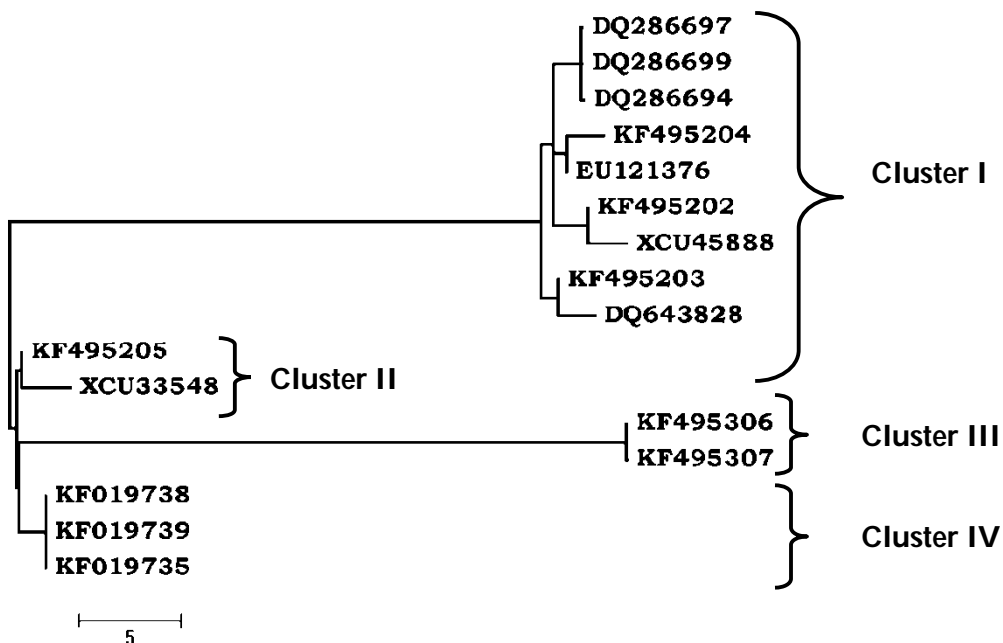 DQ286697
DQ286699
DQ286694
KF495204
EU121376
KF495202
XCU45888
KF495203
DQ643828
Cluster I
KF495205
XCU33548
Cluster II
KF495306
KF495307
Cluster III
KF019738
KF019739
KF019735
Cluster IV
5